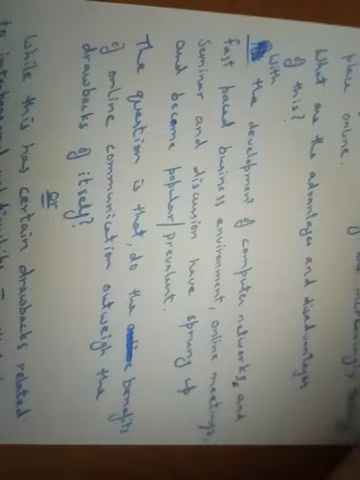 place online.
What are the advantages and disadvantages
of this?
With the development of computer networks, and
fast paced business environment, online meetings,
Seminar and discussion have sprung up
and become popular/prevalent.
The question is that, do the benefits
of online communication outweigh the
drawbacks of itself?
OR
While this has certain drawbacks related
to interpersonal